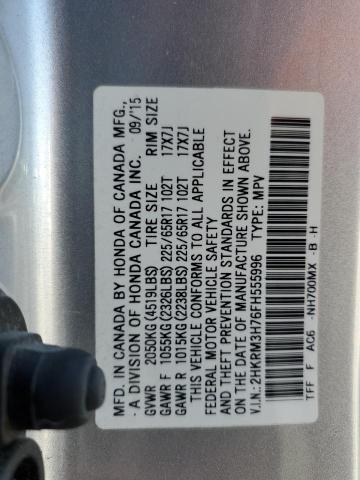 MFD. IN CANADA BY HONDA OF CANADA MFG.,
- A DIVISION OF HONDA CANADA INC. 09/'15
GVWR 2050KG (4519LBS) TIRE SIZE RIM SIZE
GAWR F 1055KG (2326LBS) 225/65R17 102T 17X7J
GAWR R 1015KG (2238LBS) 225/65R17 102T 17X7J
THIS VEHICLE CONFORMS TO ALL APPLICABLE
FEDERAL MOTOR VEHICLE SAFETY
AND THEFT PREVENTION STANDARDS IN EFFECT
ON THE DATE OF MANUFACTURE SHOWN ABOVE.
V.I.N.: 2HKRM3H76FH555996 TYPE: MPV
TFF F AC6 -NH700MX -B -H